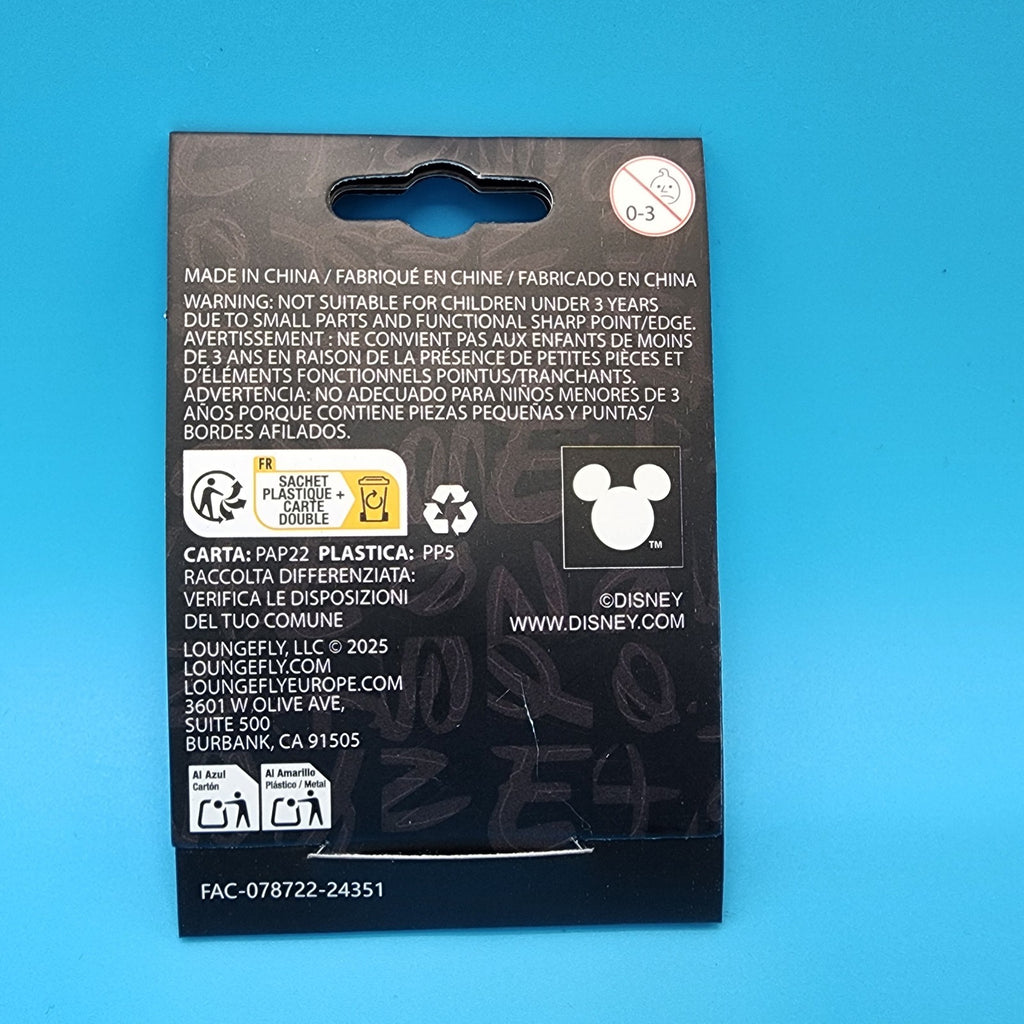 0-3
MADE IN CHINA / FABRIQUÉ EN CHINE / FABRICADO EN CHINA
WARNING: NOT SUITABLE FOR CHILDREN UNDER 3 YEARS
DUE TO SMALL PARTS AND FUNCTIONAL SHARP POINT/EDGE.
AVERTISSEMENT : NE CONVIENT PAS AUX ENFANTS DE MOINS
DE 3 ANS EN RAISON DE LA PRÉSENCE DE PETITES PIÈCES ET
D'ÉLÉMENTS FONCTIONNELS POINTUS/TRANCHANTS.
ADVERTENCIA: NO ADECUADO PARA NIÑOS MENORES DE 3
AÑOS PORQUE CONTIENE PIEZAS PEQUEÑAS Y PUNTAS/
BORDES AFILADOS.
FR
SACHET
PLASTIQUE +
CARTE
DOUBLE
TM
CARTA: PAP22 PLASTICA: PP5
RACCOLTA DIFFERENZIATA:
VERIFICA LE DISPOSIZIONI
DEL TUO COMUNE
©DISNEY
WWW.DISNEY.COM
LOUNGEFLY, LLC © 2025
LOUNGEFLY.COM
LOUNGEFLYEUROPE.COM
3601 W OLIVE AVE,
SUITE 500
BURBANK, CA 91505
Al Azul
Cartón
Al Amarillo
Plástico / Metal
FAC-078722-24351